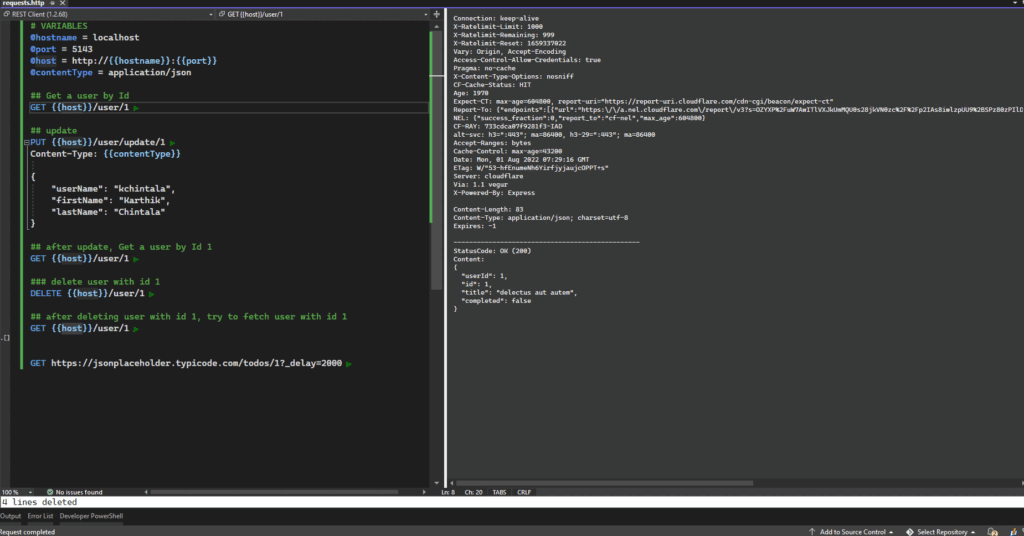 requests.http
REST Client (1.2.68)
GET {{host}}/user/1
# VARIABLES
@hostname = localhost
@port = 5143
@host = http://{{hostname}}:{{port}}
@contentType = application/json
## Get a user by Id
GET {{host}}/user/1
## update
PUT {{host}}/user/update/1
Content-Type: {{contentType}}
{
"userName": "kchintala",
"firstName": "Karthik",
"lastName": "Chintala"
}
## after update, Get a user by Id 1
GET {{host}}/user/1
### delete user with id 1
DELETE {{host}}/user/1
## after deleting user with id 1, try to fetch user with id 1
GET {{host}}/user/1
GET https://jsonplaceholder.typicode.com/todos/1?_delay=2000
Connection: keep-alive
X-Ratelimit-Limit: 1000
X-Ratelimit-Remaining: 999
X-Ratelimit-Reset: 1659337022
Vary: Origin, Accept-Encoding
Access-Control-Allow-Credentials: true
Pragma: no-cache
X-Content-Type-Options: nosniff
CF-Cache-Status: HIT
Age: 1970
Expect-CT: max-age=604800, report-uri="https://report-uri.cloudflare.com/cdn-cgi/beacon/expect-ct"
Report-To: {"endpoints":[{"url":"https:\/\/a.nel.cloudflare.com\/report\/v3?
NEL: {"success_fraction":0,"report_to":"cf-nel","max_age":604800}
CF-RAY: 733dca07f9281f3-IAD
alt-svc: h3=":443"; ma=86400, h3-29=":443"; ma=86400
Accept-Ranges: bytes
Cache-Control: max-age=43200
Date: Mon, 01 Aug 2022 07:29:16 GMT
ETag: W/"53-hfEnumeNh6YirfjyjaujcOPPT+s"
Server: cloudflare
Via: 1.1 vegur
X-Powered-By: Express
Content-Length: 83
Content-Type: application/json; charset=utf-8
Expires: -1
------------------------------------------------
StatusCode: OK (200)
Content:
{
"userId": 1,
"id": 1,
"title": "delectus aut autem",
"completed": false
}
100 %
No issues found
Ln: 8 Ch: 20 TABS CRLF
4 lines deleted
Output Error List Developer PowerShell
Request completed
Add to Source Control
Select Repository